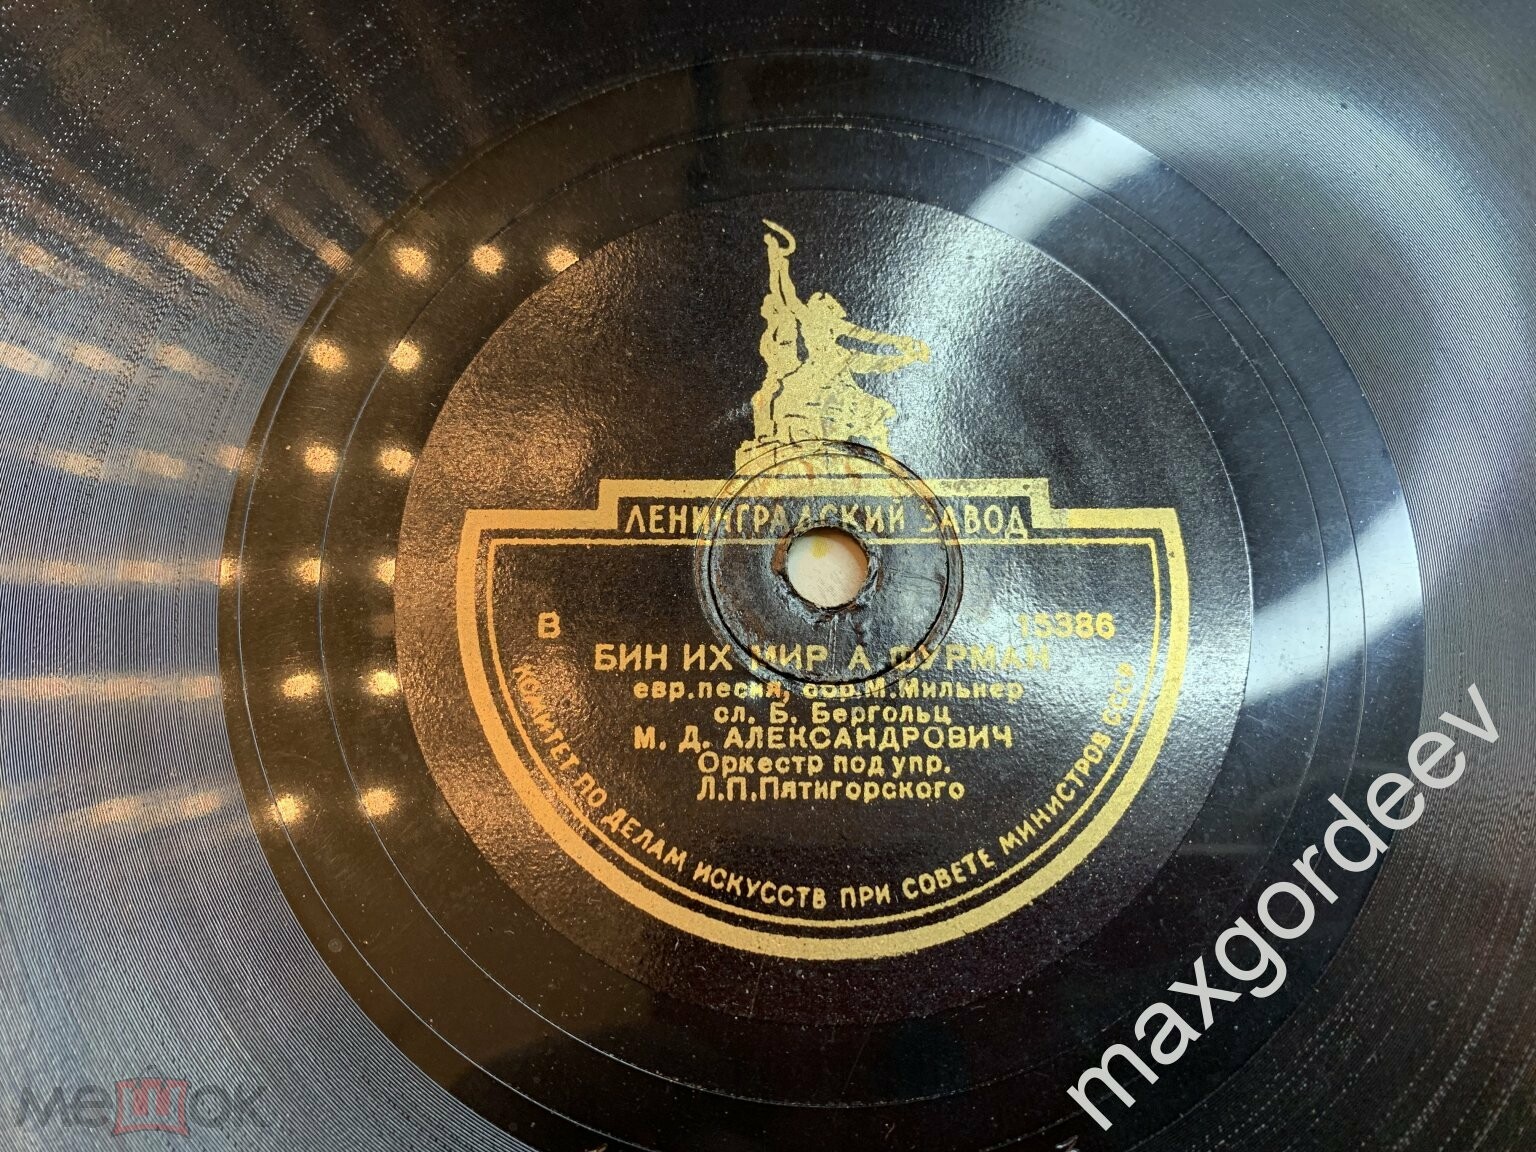 ЛЕНИНГРАДСКИЙ ЗАВОД
В 15386
БИН ИХ МИР А ФУРМАН
евр. песня, обр. М. Мильнер
сл. Б. Бергольц
М. Д. АЛЕКСАНДРОВИЧ
Оркестр под упр.
Л. П. Пятигорского
КОМИТЕТ ПО ДЕЛАМ ИСКУССТВ ПРИ СОВЕТЕ МИНИСТРОВ СССР
maxgordeev
мешок